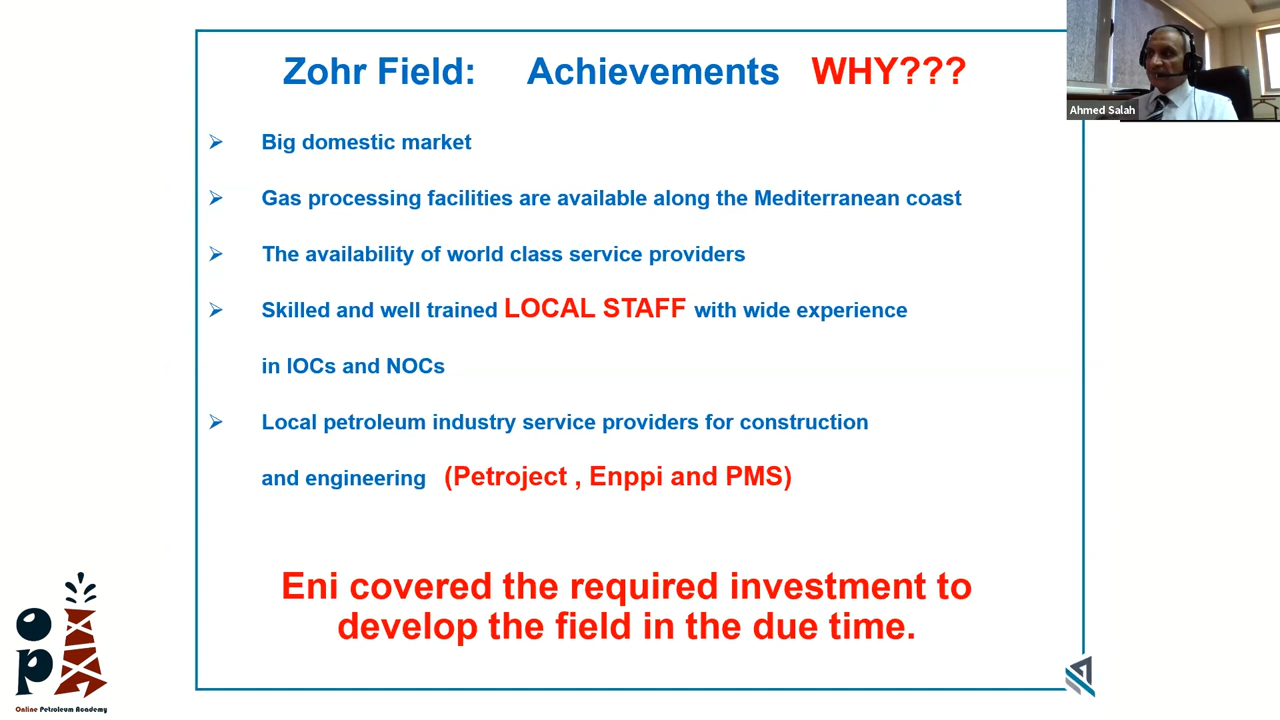 Zohr Field: Achievements WHY???
Ahmed Salah
Big domestic market
Gas processing facilities are available along the Mediterranean coast
The availability of world class service providers
Skilled and well trained LOCAL STAFF with wide experience
in IOCs and NOCs
Local petroleum industry service providers for construction
and engineering (Petroject , Enppi and PMS)
Eni covered the required investment to
develop the field in the due time.
OPA
Online Petroleum Academy